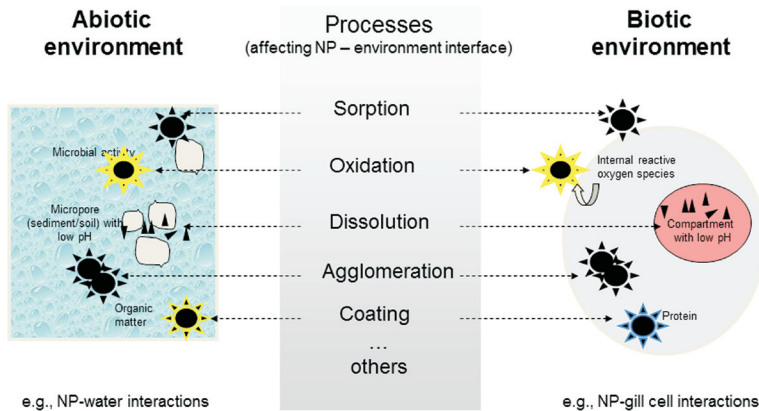 Abiotic
environment
Microbial activity
Micropore
(sediment/soil) with
low pH
Organic
matter
e.g., NP-water interactions
Processes
(affecting NP – environment interface)
Sorption
Oxidation
Dissolution
Agglomeration
Coating
...
others
Biotic
environment
Internal reactive
oxygen species
Compartment
with low pH
Protein
e.g., NP-gill cell interactions